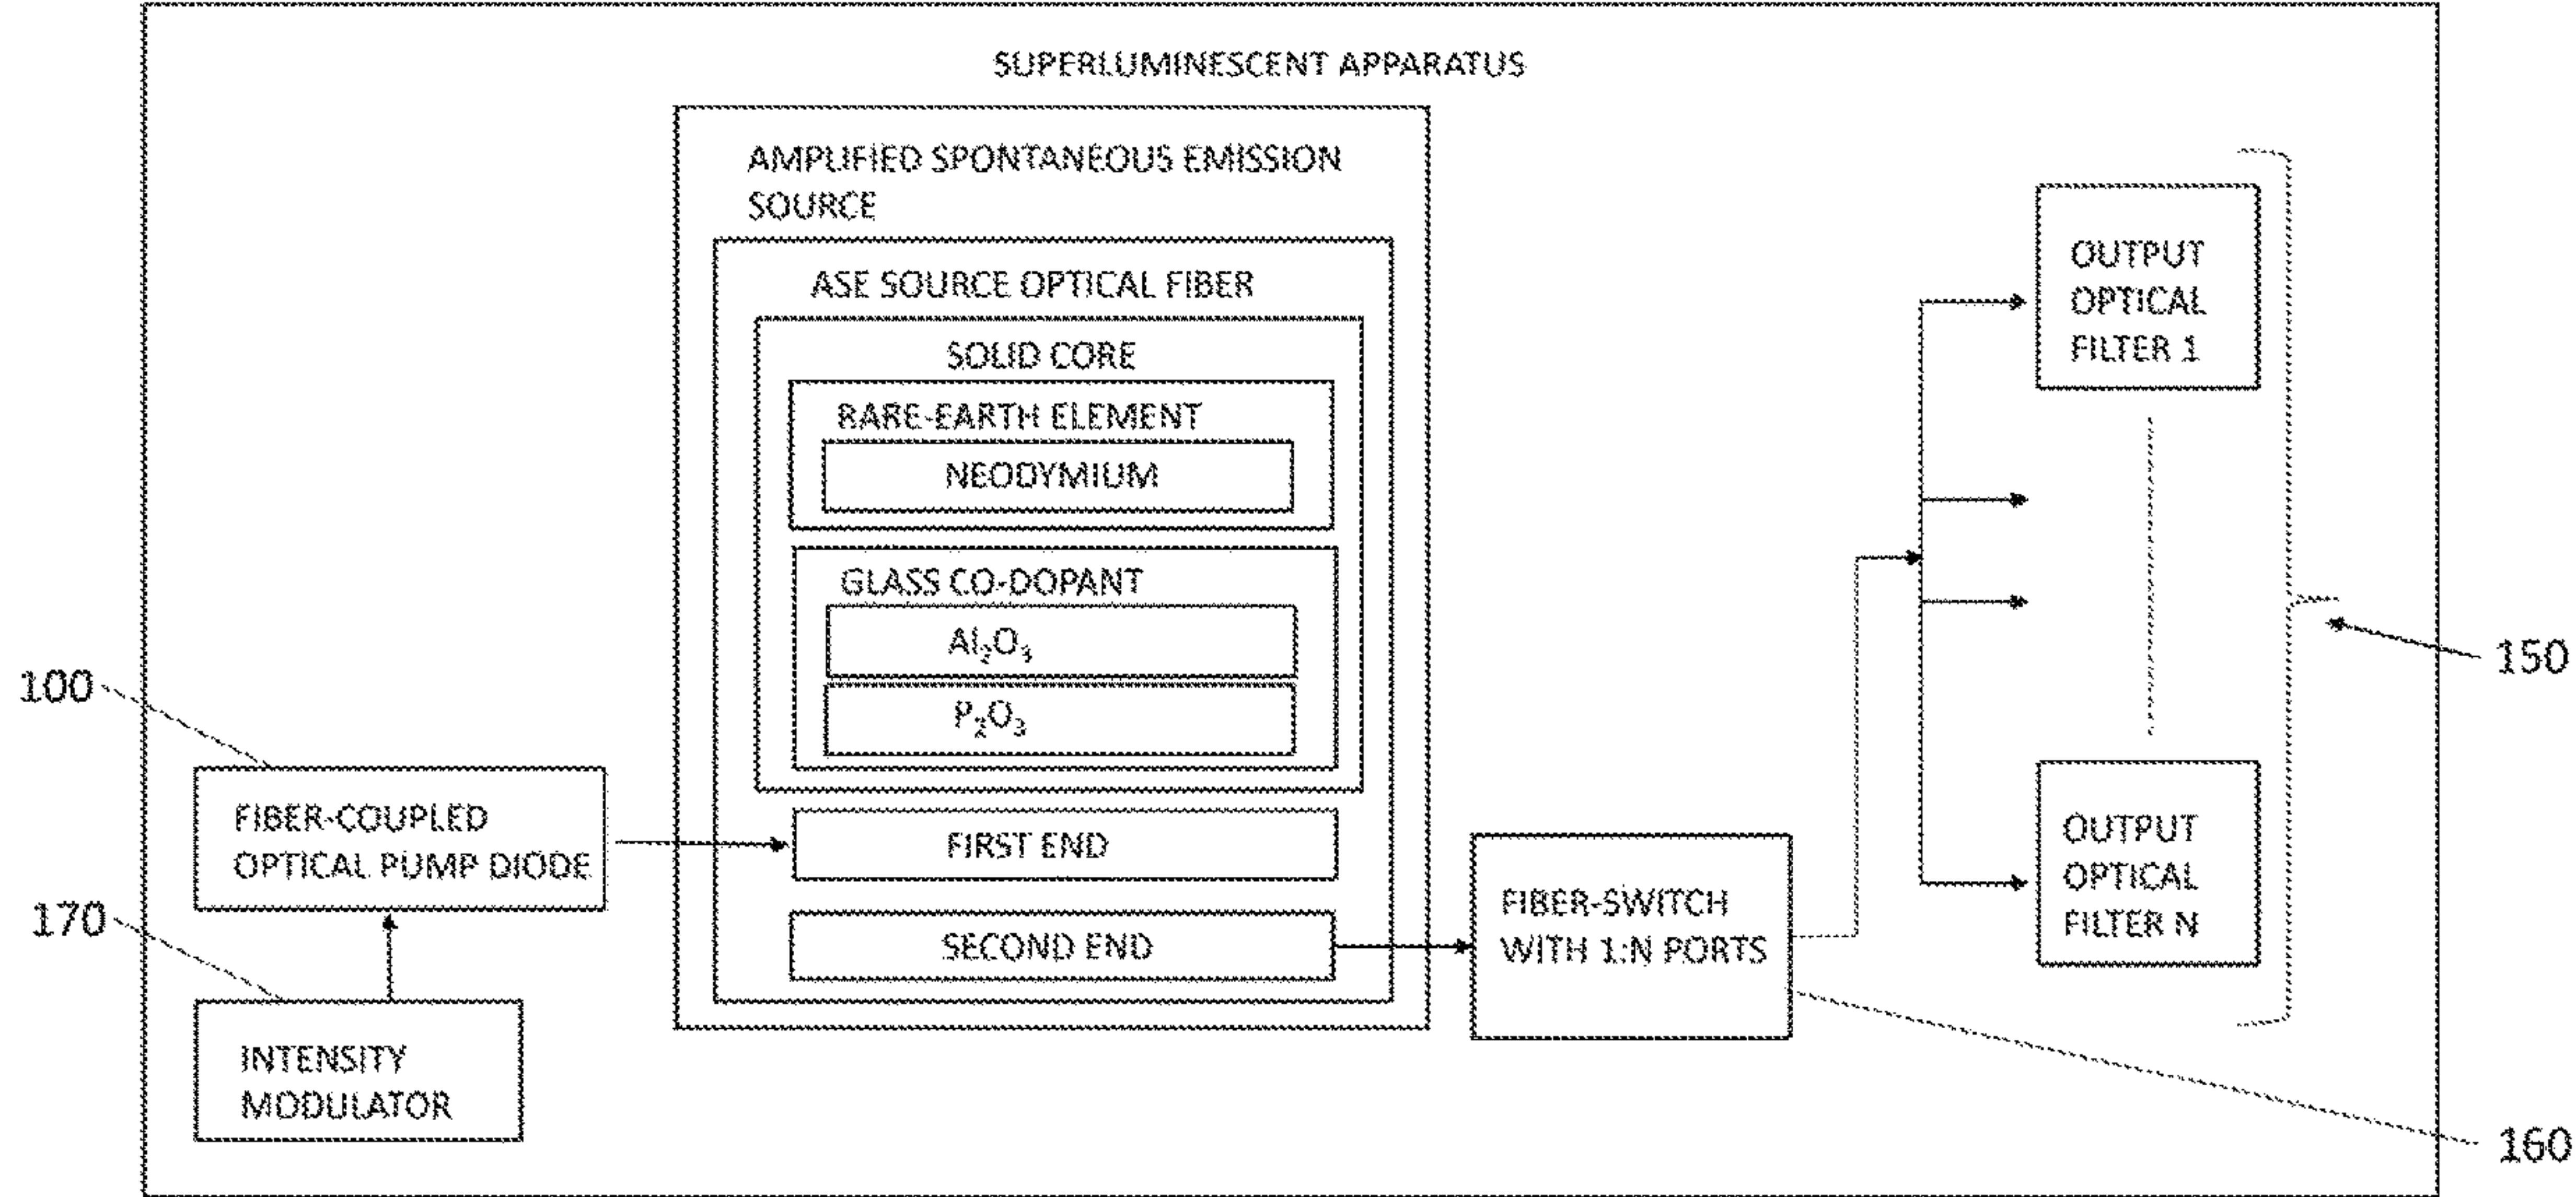 SUPERLUMINESCENT APPARATUS
AMPLIFIED SPONTANEOUS EMISSION
SOURCE
ASE SOURCE OPTICAL FIBER
SOLID CORE
RARE-EARTH ELEMENT
NEODYMIUM
GLASS CO-DOPANT
Al₂O₃
P₂O₃
FIRST END
SECOND END
100
FIBER-COUPLED
OPTICAL PUMP DIODE
170
INTENSITY
MODULATOR
FIBER-SWITCH
WITH 1:N PORTS
OUTPUT
OPTICAL
FILTER 1
OUTPUT
OPTICAL
FILTER N
150
160